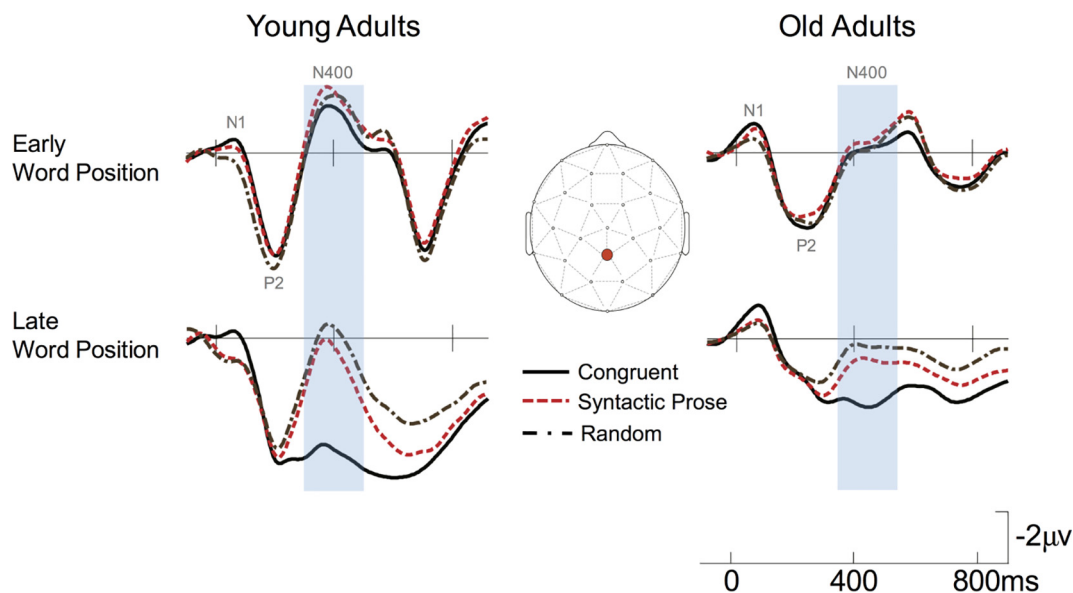 Young Adults
Old Adults
N400
N400
N1
N1
Early
Word Position
P2
P2
Late
Word Position
Congruent
Syntactic Prose
Random
-2μv
0
400
800ms